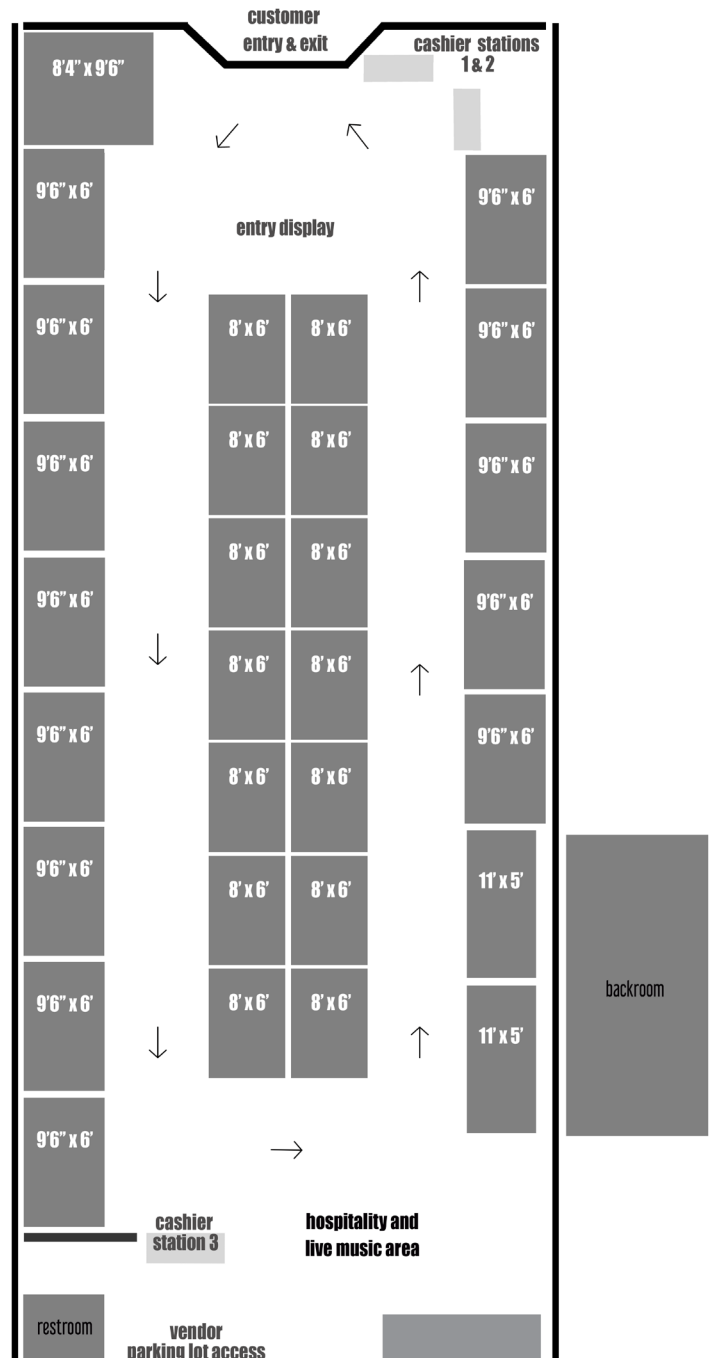 customer
entry & exit
cashier stations
1 & 2
8'4" x 9'6"
9'6" x 6'
9'6" x 6'
entry display
9'6" x 6'
8' x 6'
8' x 6'
9'6" x 6'
8' x 6'
8' x 6'
9'6" x 6'
9'6" x 6'
8' x 6'
8' x 6'
9'6" x 6'
9'6" x 6'
8' x 6'
8' x 6'
9'6" x 6'
9'6" x 6'
8' x 6'
8' x 6'
9'6" x 6'
8' x 6'
8' x 6'
11' x 5'
9'6" x 6'
8' x 6'
8' x 6'
11' x 5'
backroom
9'6" x 6'
cashier
station 3
hospitality and
live music area
restroom
vendor
parking lot access